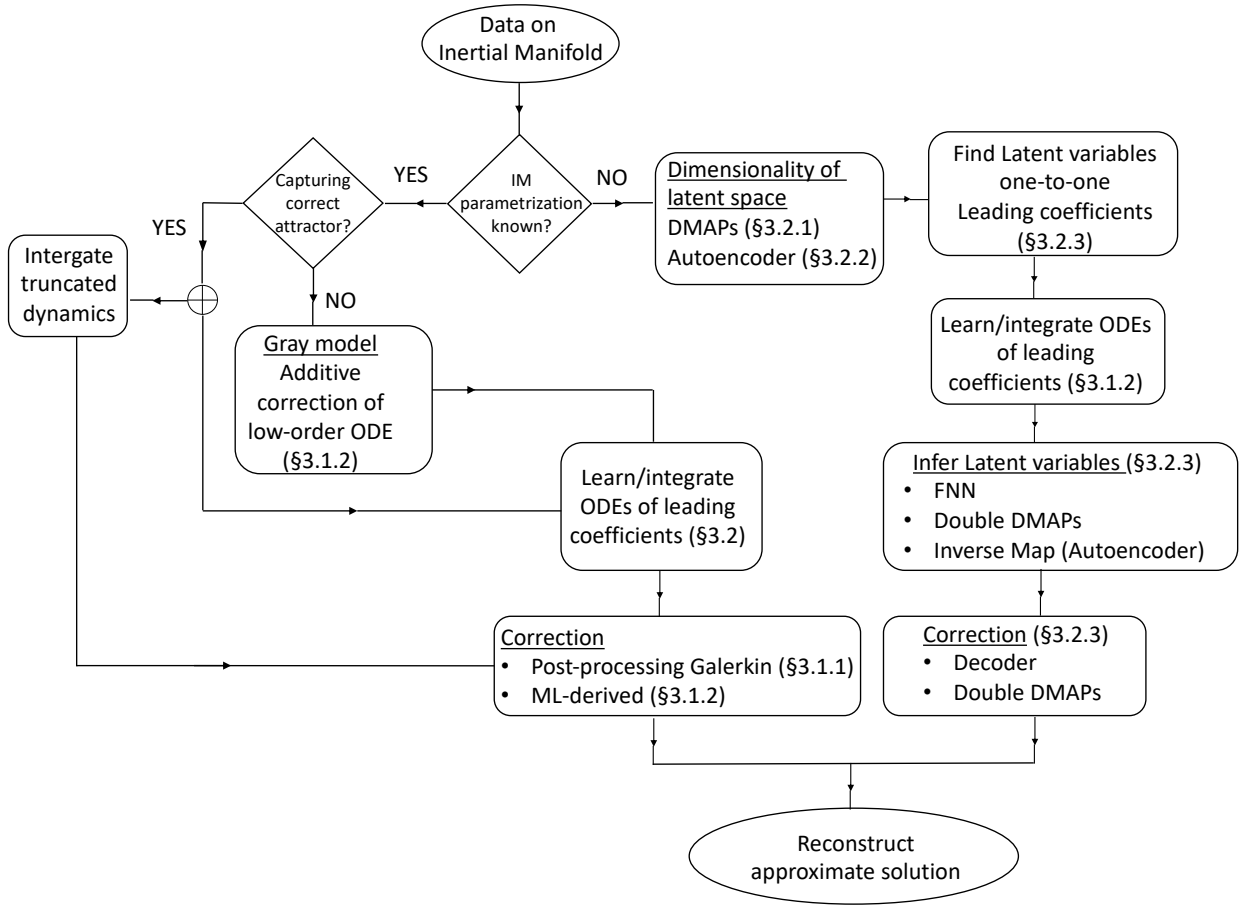 Data on
Inertial Manifold
IM
parametrization
known?
YES
NO
Capturing
correct
attractor?
YES
NO
Intergate
truncated
dynamics
Gray model
Additive
correction of
low-order ODE
(§3.1.2)
Learn/integrate
ODEs of leading
coefficients (§3.2)
Correction
• Post-processing Galerkin (§3.1.1)
• ML-derived (§3.1.2)
Dimensionality of
latent space
DMAPs (§3.2.1)
Autoencoder (§3.2.2)
Find Latent variables
one-to-one
Leading coefficients
(§3.2.3)
Learn/integrate ODEs
of leading
coefficients (§3.1.2)
Infer Latent variables (§3.2.3)
• FNN
• Double DMAPs
• Inverse Map (Autoencoder)
Correction (§3.2.3)
• Decoder
• Double DMAPs
Reconstruct
approximate solution